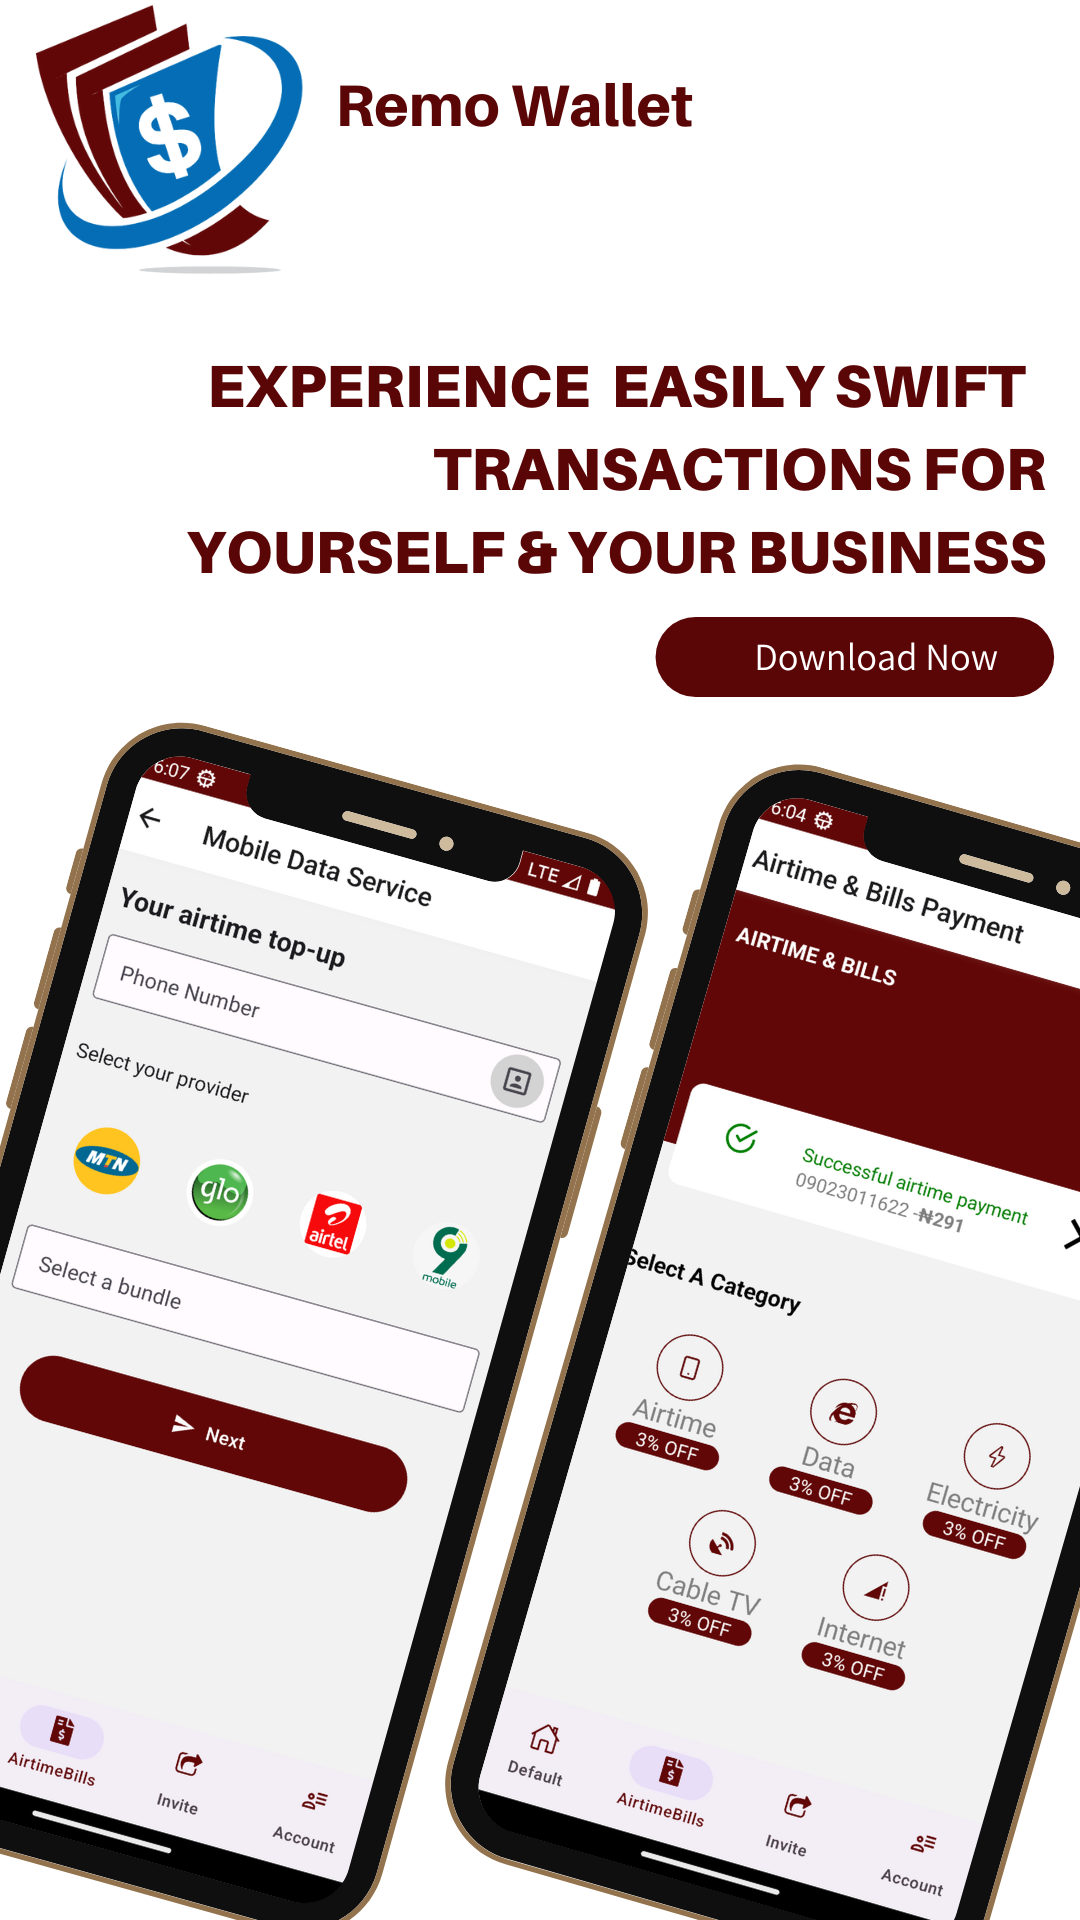 $
Remo Wallet
EXPERIENCE EASILY SWIFT
TRANSACTIONS FOR
YOURSELF & YOUR BUSINESS
Download Now
6:07
LTE
Mobile Data Service
Your airtime top-up
Phone Number
Select your provider
MTN
glo
airtel
9
mobile
Select a bundle
Next
AirtimeBills
Invite
Account
6:04
Airtime & Bills Payment
AIRTIME & BILLS
Successful airtime payment
09023011622 -₦291
Select A Category
Airtime
3% OFF
Data
3% OFF
Electricity
3% OFF
Cable TV
3% OFF
Internet
3% OFF
Default
AirtimeBills
Invite
Account